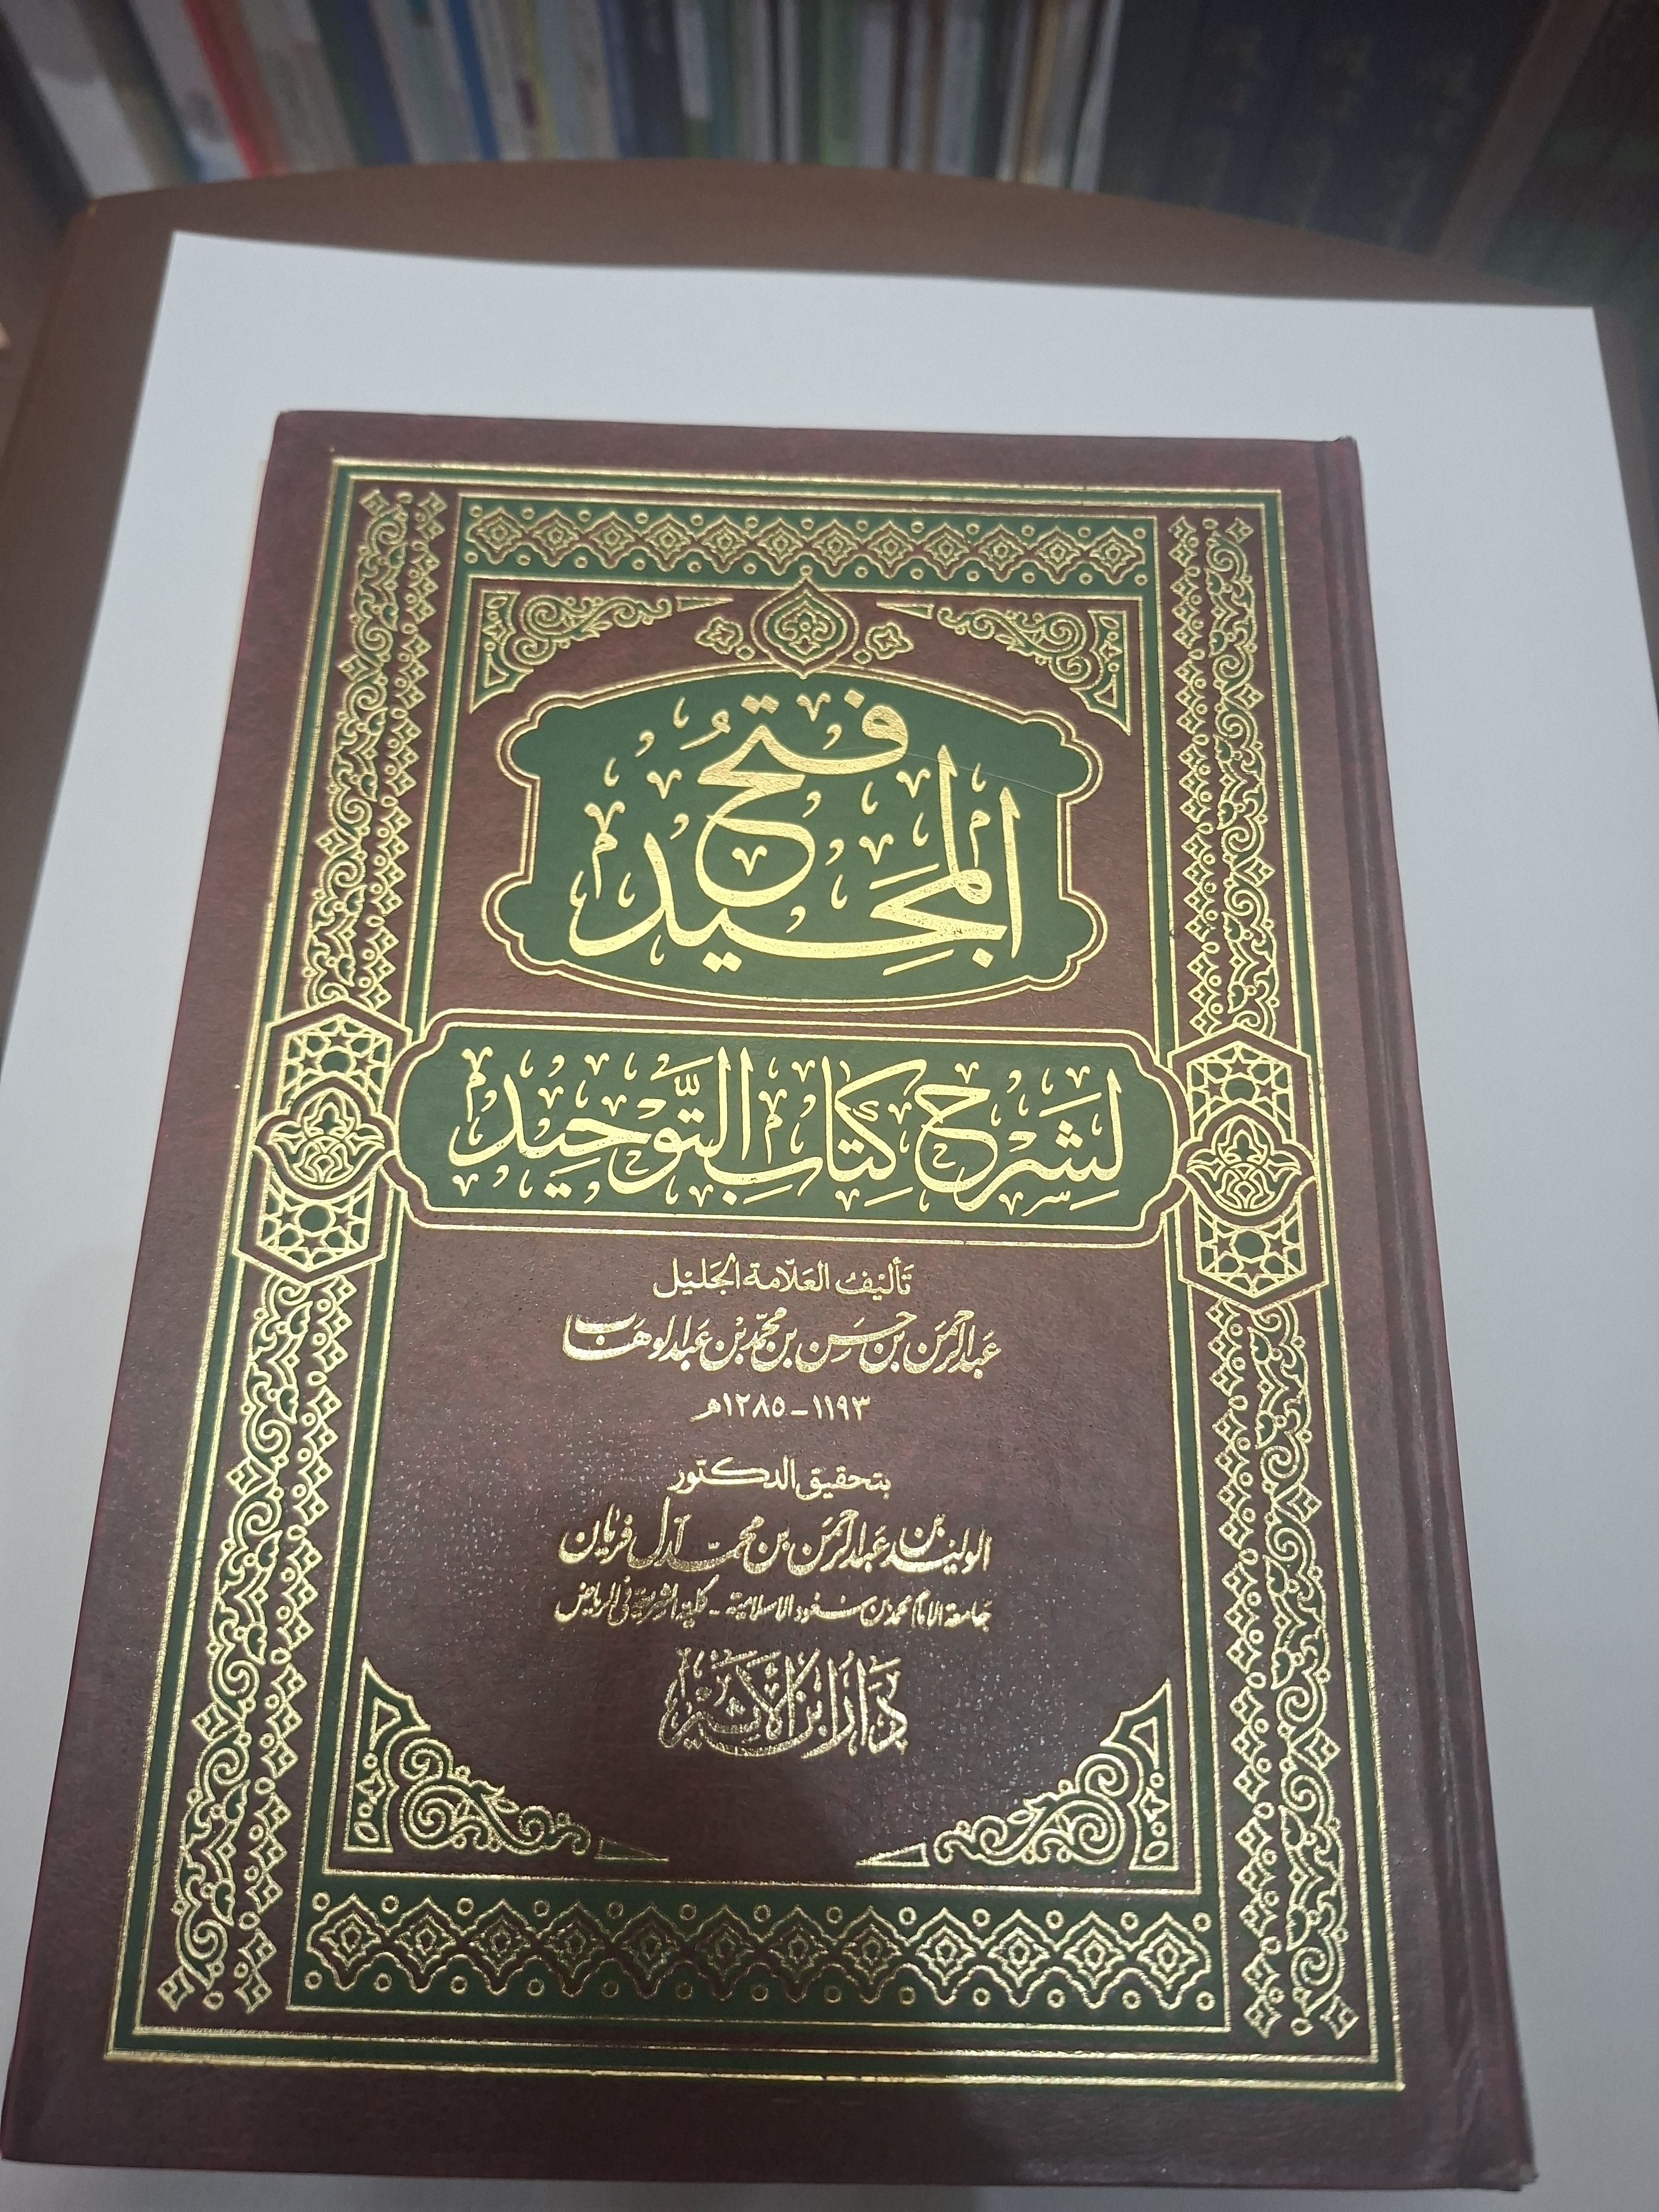 فتح
المجيد
لشرح كتاب التوحيد
تأليف العلامة الجليل
عبد الرحمن بن حسن بن محمد بن عبد الوهاب
١١٩٣ - ١٢٨٥هـ
بتحقيق الدكتور
الوليد بن عبد الرحمن بن محمد آل فريان
جامعة الامام محمد بن سعود الاسلامية - كلية الشريعة في الرياض
دار ابن الأثير